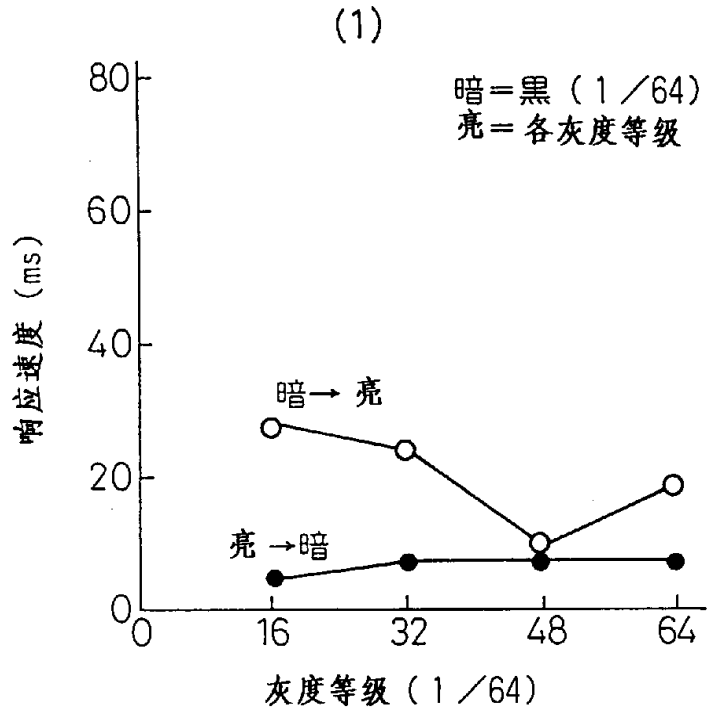 (1)
80
暗=黒(1/64)
亮=各灰度等级
60
响应速度(ms)
40
暗→亮
20
亮→暗
0
0 16 32 48 64
灰度等级(1/64)